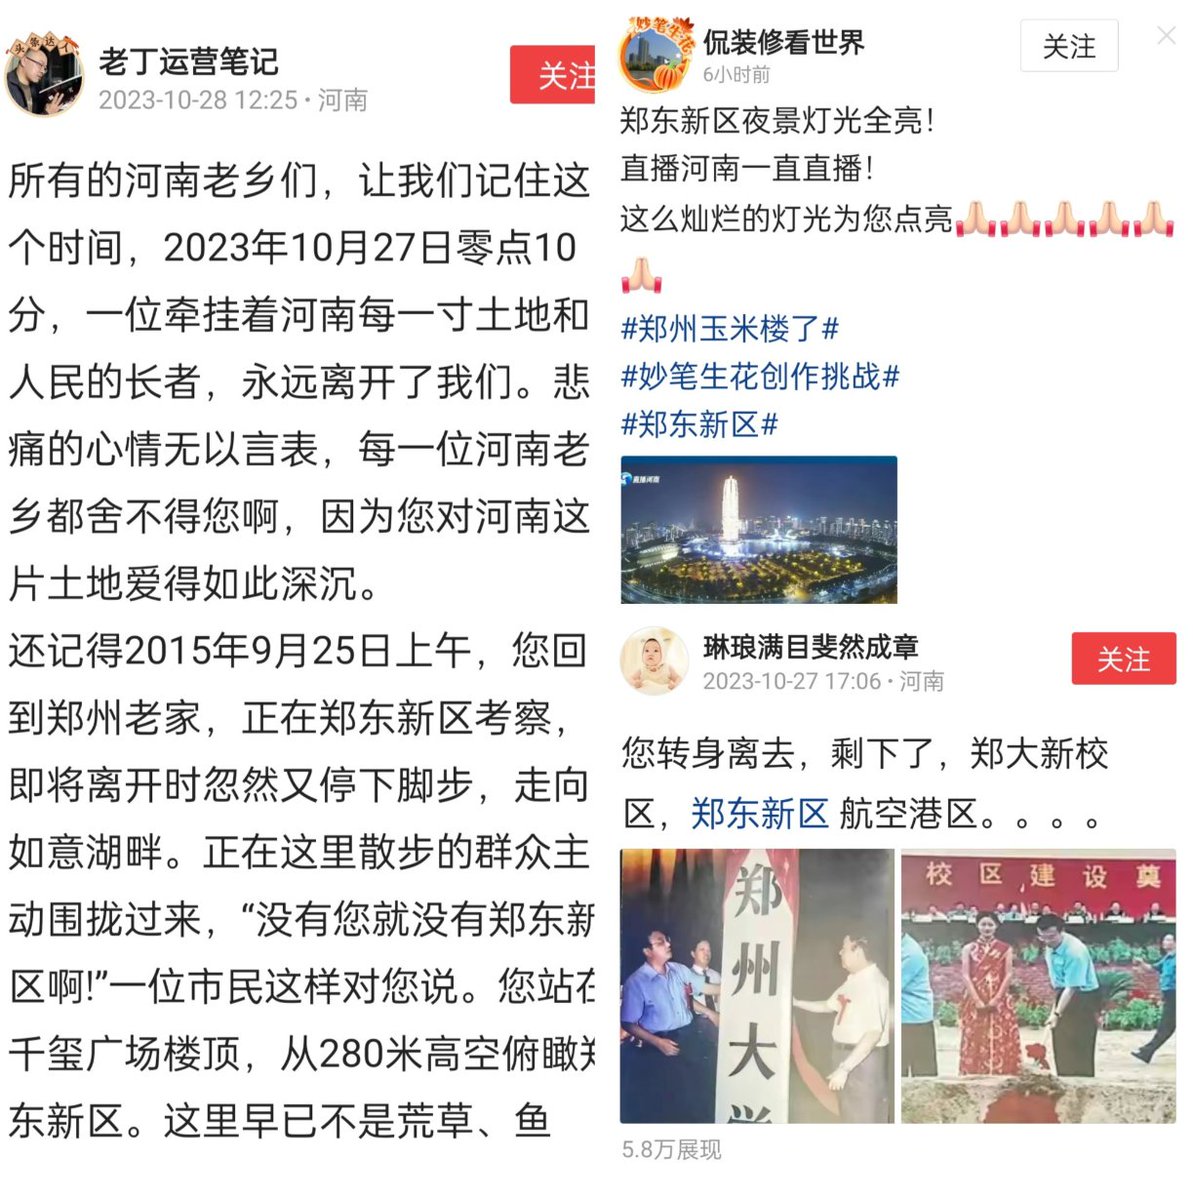 老丁运营笔记
2023-10-28 12:25·河南
关注
所有的河南老乡们，让我们记住这
个时间，2023年10月27日零点10
分，一位牵挂着河南每一寸土地和
人民的长者，永远离开了我们。悲
痛的心情无以言表，每一位河南老
乡都舍不得您啊，因为您对河南这
片土地爱得如此深沉。
还记得2015年9月25日上午，您回
到郑州老家，正在郑东新区考察，
即将离开时忽然又停下脚步，走向
如意湖畔。正在这里散步的群众主
动围拢过来，“没有您就没有郑东新
区啊!”一位市民这样对您说。您站在
千玺广场楼顶，从280米高空俯瞰郑
东新区。这里早已不是荒草、鱼
妙笔生花
侃装修看世界
6小时前
关注
郑东新区夜景灯光全亮！
直播河南一直直播！
这么灿烂的灯光为您点亮🙏🏻🙏🏻🙏🏻🙏🏻🙏🏻
🙏🏻
#郑州玉米楼了#
#妙笔生花创作挑战#
#郑东新区#
直播河南
琳琅满目斐然成章
2023-10-27 17:06·河南
关注
您转身离去，剩下了，郑大新校
区，郑东新区 航空港区。。。。
郑州大学
校区建设奠
5.8万展现